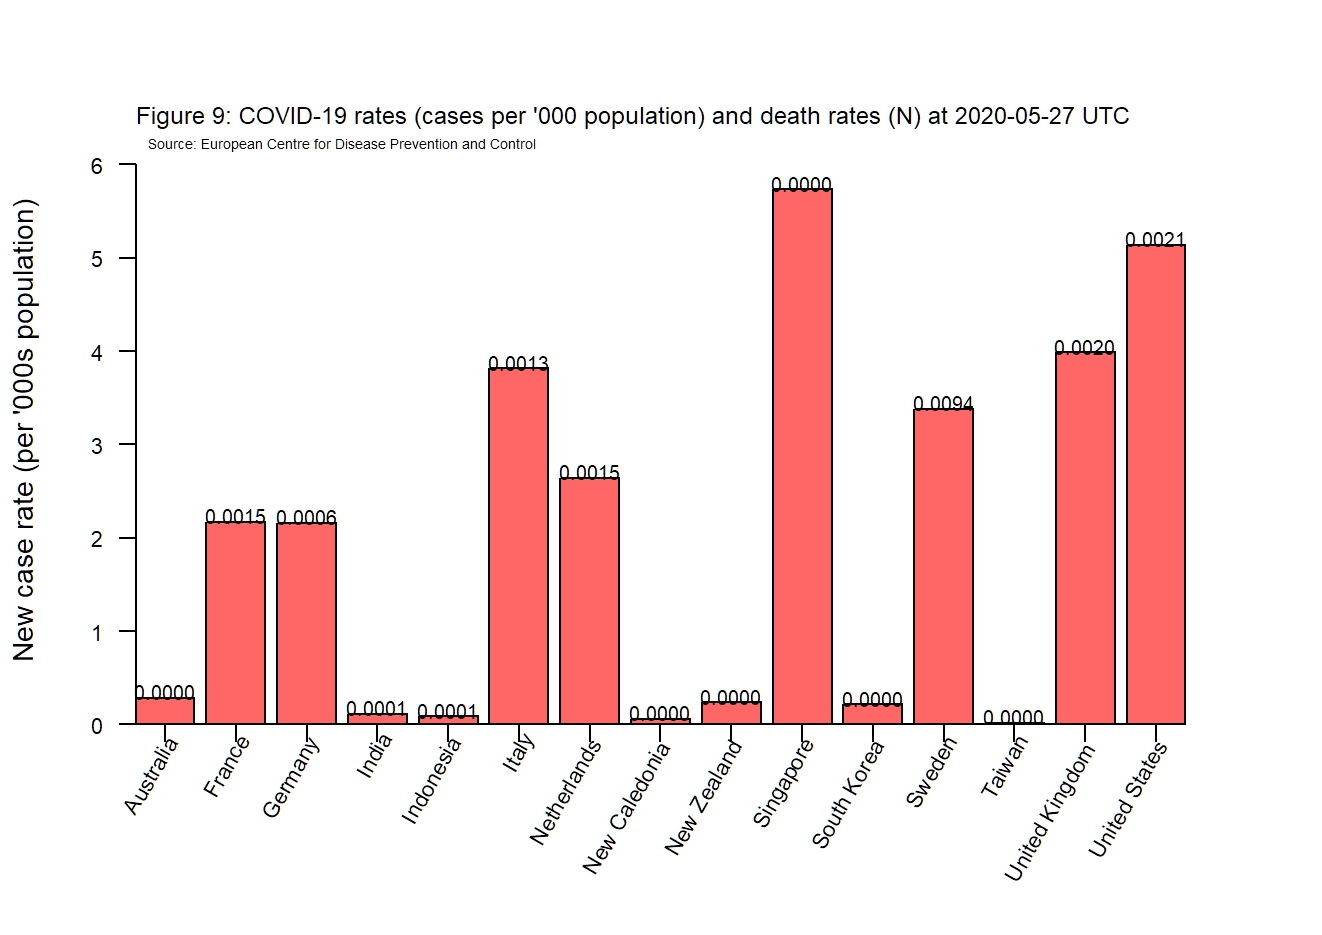 Figure 9: COVID-19 rates (cases per '000 population) and death rates (N) at 2020-05-27 UTC
Source: European Centre for Disease Prevention and Control
New case rate (per '000s population)
6
5
4
3
2
1
0
0.0000
0.0015
0.0006
0.0001
0.0001
0.0013
0.0015
0.0000
0.0000
0.0000
0.0000
0.0094
0.0000
0.0020
0.0021
Australia
France
Germany
India
Indonesia
Italy
Netherlands
New Caledonia
New Zealand
Singapore
South Korea
Sweden
Taiwan
United Kingdom
United States